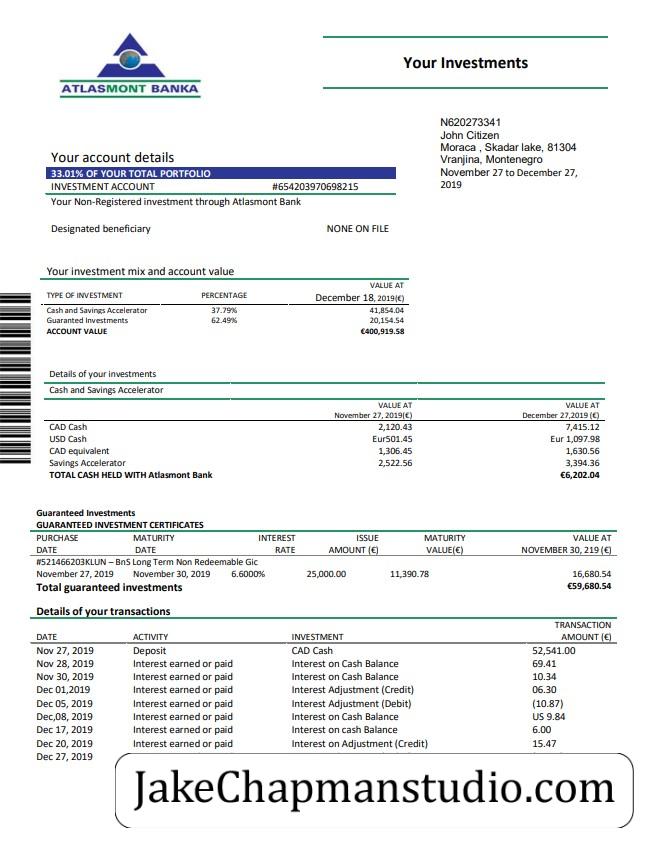 ATLASMONT BANKA
Your Investments
N620273341
John Citizen
Moraca , Skadar lake, 81304
Vranjina, Montenegro
November 27 to December 27,
2019
Your account details
33.01% OF YOUR TOTAL PORTFOLIO
INVESTMENT ACCOUNT #654203970698215
Your Non-Registered investment through Atlasmont Bank
Designated beneficiary NONE ON FILE
Your investment mix and account value
VALUE AT
TYPE OF INVESTMENT PERCENTAGE December 18, 2019(€)
Cash and Savings Accelerator 37.79% 41,854.04
Guaranted Investments 62.49% 20,154.54
ACCOUNT VALUE €400,919.58
Details of your investments
Cash and Savings Accelerator
VALUE AT VALUE AT
November 27, 2019(€) December 27,2019 (€)
CAD Cash 2,120.43 7,415.12
USD Cash Eur501.45 Eur 1,097.98
CAD equivalent 1,306.45 1,630.56
Savings Accelerator 2,522.56 3,394.36
TOTAL CASH HELD WITH Atlasmont Bank €6,202.04
Guaranteed Investments
GUARANTEED INVESTMENT CERTIFICATES
PURCHASE MATURITY INTEREST ISSUE MATURITY VALUE AT
DATE DATE RATE AMOUNT (€) VALUE(€) NOVEMBER 30, 219 (€)
#521466203KLUN – BnS Long Term Non Redeemable Gic
November 27, 2019 November 30, 2019 6.6000% 25,000.00 11,390.78 16,680.54
Total guaranteed investments €59,680.54
Details of your transactions
TRANSACTION
DATE ACTIVITY INVESTMENT AMOUNT (€)
Nov 27, 2019 Deposit CAD Cash 52,541.00
Nov 28, 2019 Interest earned or paid Interest on Cash Balance 69.41
Nov 30, 2019 Interest earned or paid Interest on Cash Balance 10.34
Dec 01,2019 Interest earned or paid Interest Adjustment (Credit) 06.30
Dec 05, 2019 Interest earned or paid Interest Adjustment (Debit) (10.87)
Dec,08, 2019 Interest earned or paid Interest on Cash Balance US 9.84
Dec 17, 2019 Interest earned or paid Interest on cash Balance 6.00
Dec 20, 2019 Interest earned or paid Interest on Adjustment (Credit) 15.47
Dec 27, 2019
JakeChapmanstudio.com